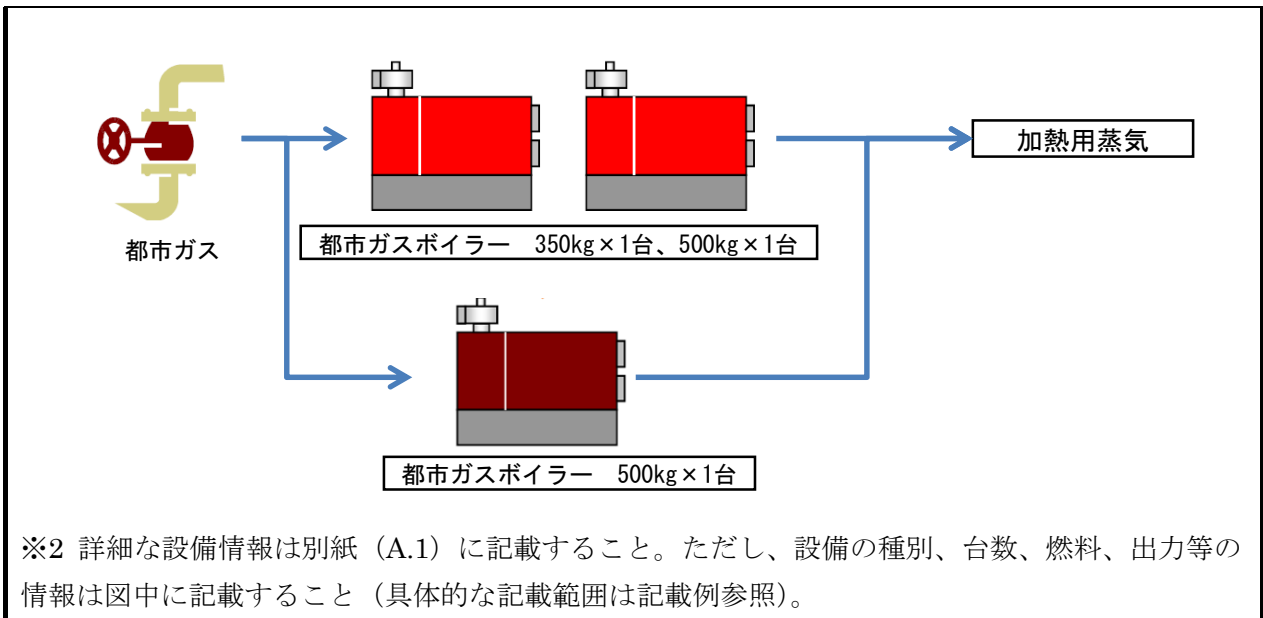 都市ガス
都市ガスボイラー　350kg×1台、500kg×1台
加熱用蒸気
都市ガスボイラー　500kg×1台
※2 詳細な設備情報は別紙（A.1）に記載すること。ただし、設備の種別、台数、燃料、出力等の
情報は図中に記載すること（具体的な記載範囲は記載例参照）。